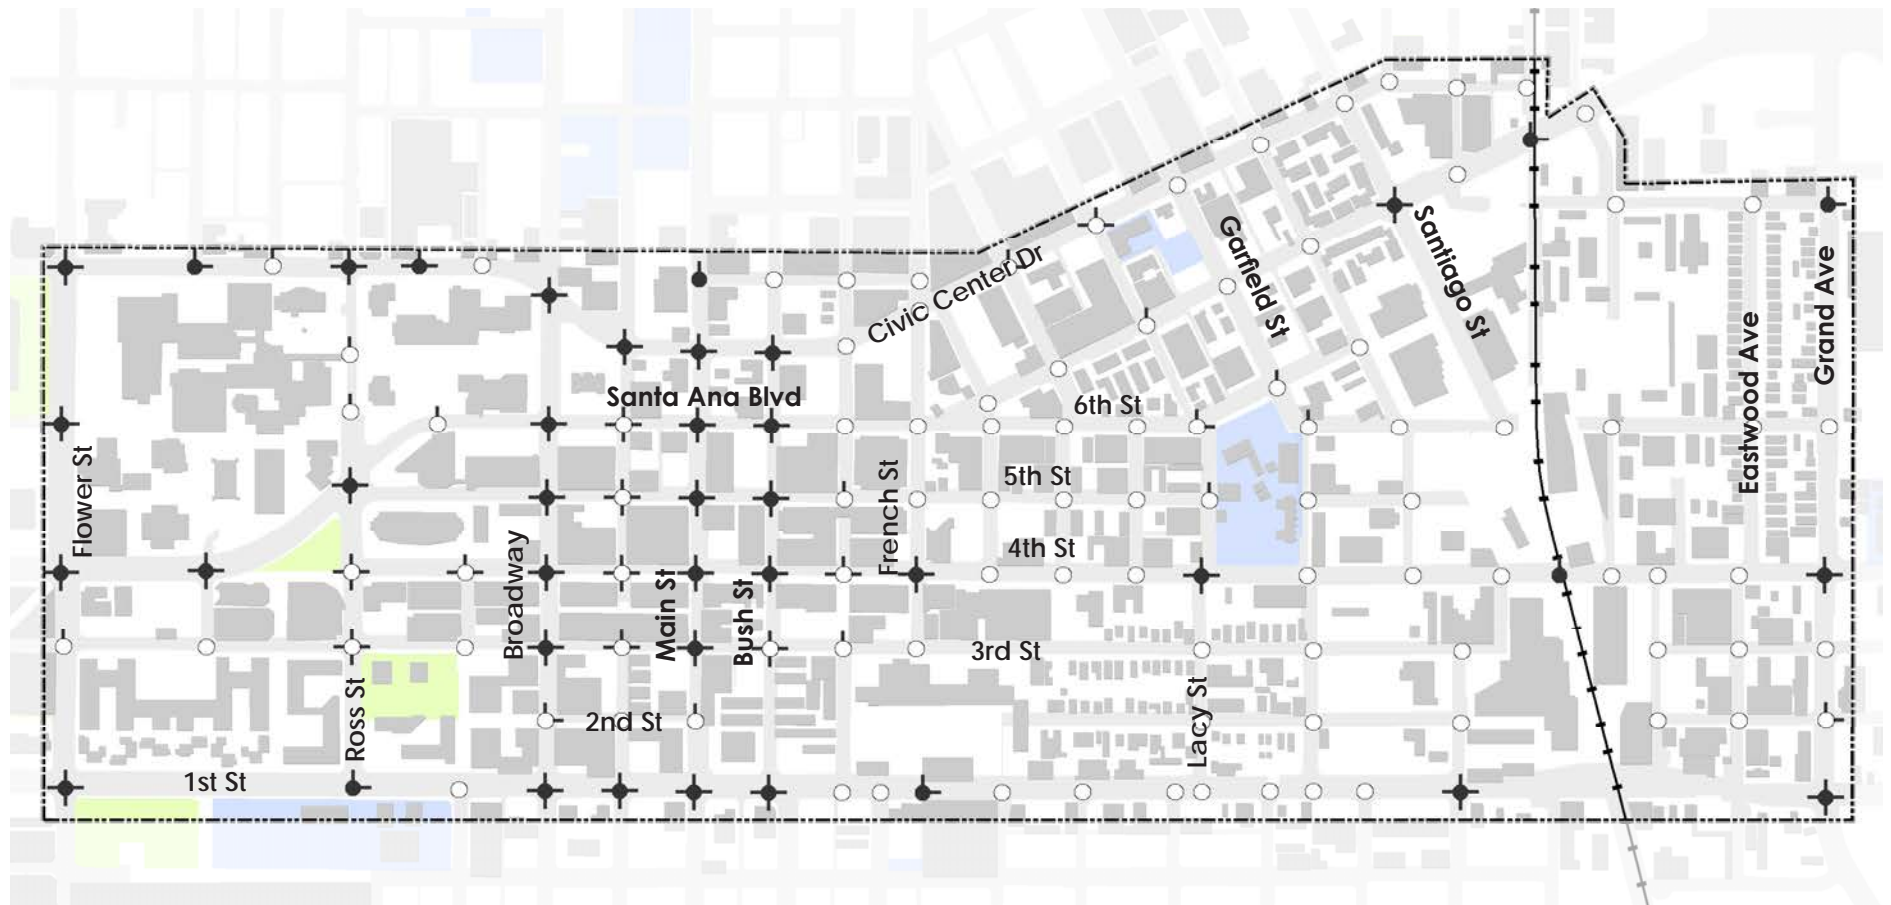 Civic Center Dr
Garfield St
Santiago St
Grand Ave
Eastwood Ave
Santa Ana Blvd
6th St
Flower St
5th St
French St
4th St
Broadway
Main St
Bush St
3rd St
Ross St
2nd St
Lacy St
1st St